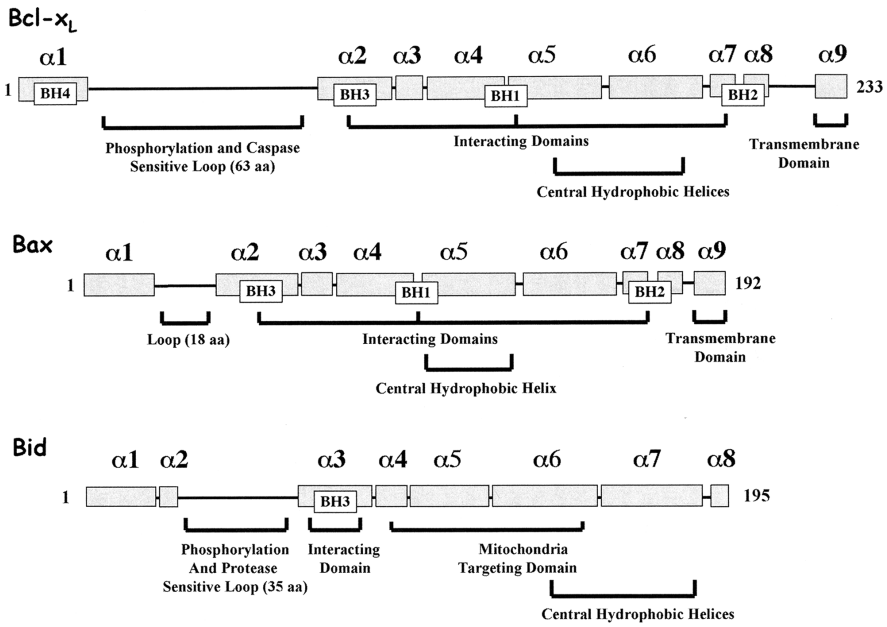 Bcl-xL
α1 α2 α3 α4 α5 α6 α7 α8 α9
1 BH4 BH3 BH1 BH2 233
Phosphorylation and Caspase
Sensitive Loop (63 aa)
Interacting Domains
Transmembrane
Domain
Central Hydrophobic Helices
Bax
α1 α2 α3 α4 α5 α6 α7 α8 α9
1 BH3 BH1 BH2 192
Loop (18 aa)
Interacting Domains
Transmembrane
Domain
Central Hydrophobic Helix
Bid
α1 α2 α3 α4 α5 α6 α7 α8
1 BH3 195
Phosphorylation
And Protease
Sensitive Loop (35 aa)
Interacting
Domain
Mitochondria
Targeting Domain
Central Hydrophobic Helices